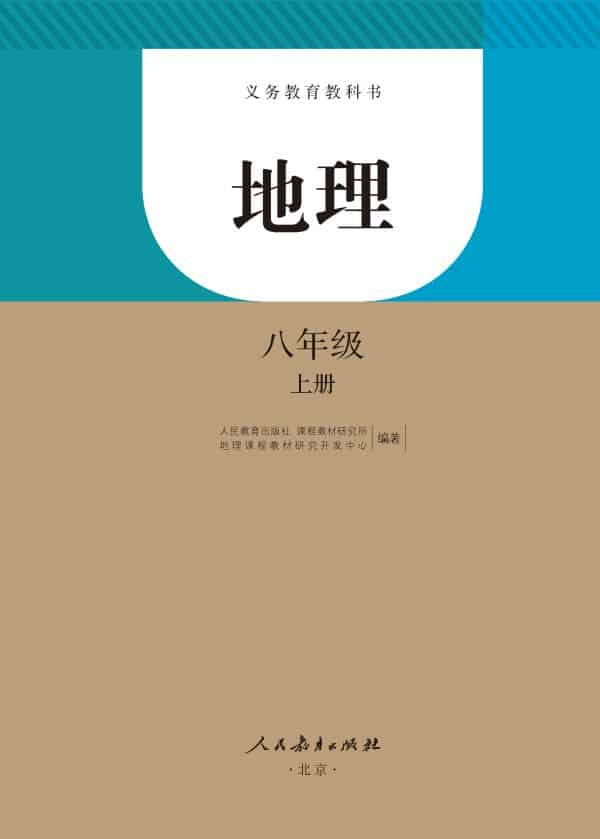 义务教育教科书
地理
八年级
上册
人民教育出版社 课程教材研究所
地理课程教材研究开发中心
编著
人民教育出版社
·北京·